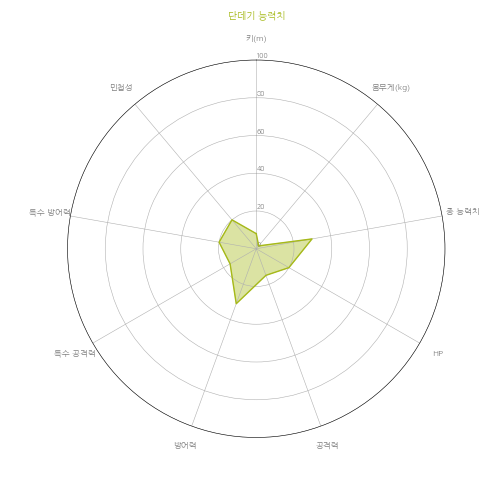 단데기 능력치
키(m)
100
민첩성
몸무게(kg)
80
60
40
20
0
특수 방어력
총 능력치
특수 공격력
HP
방어력
공격력